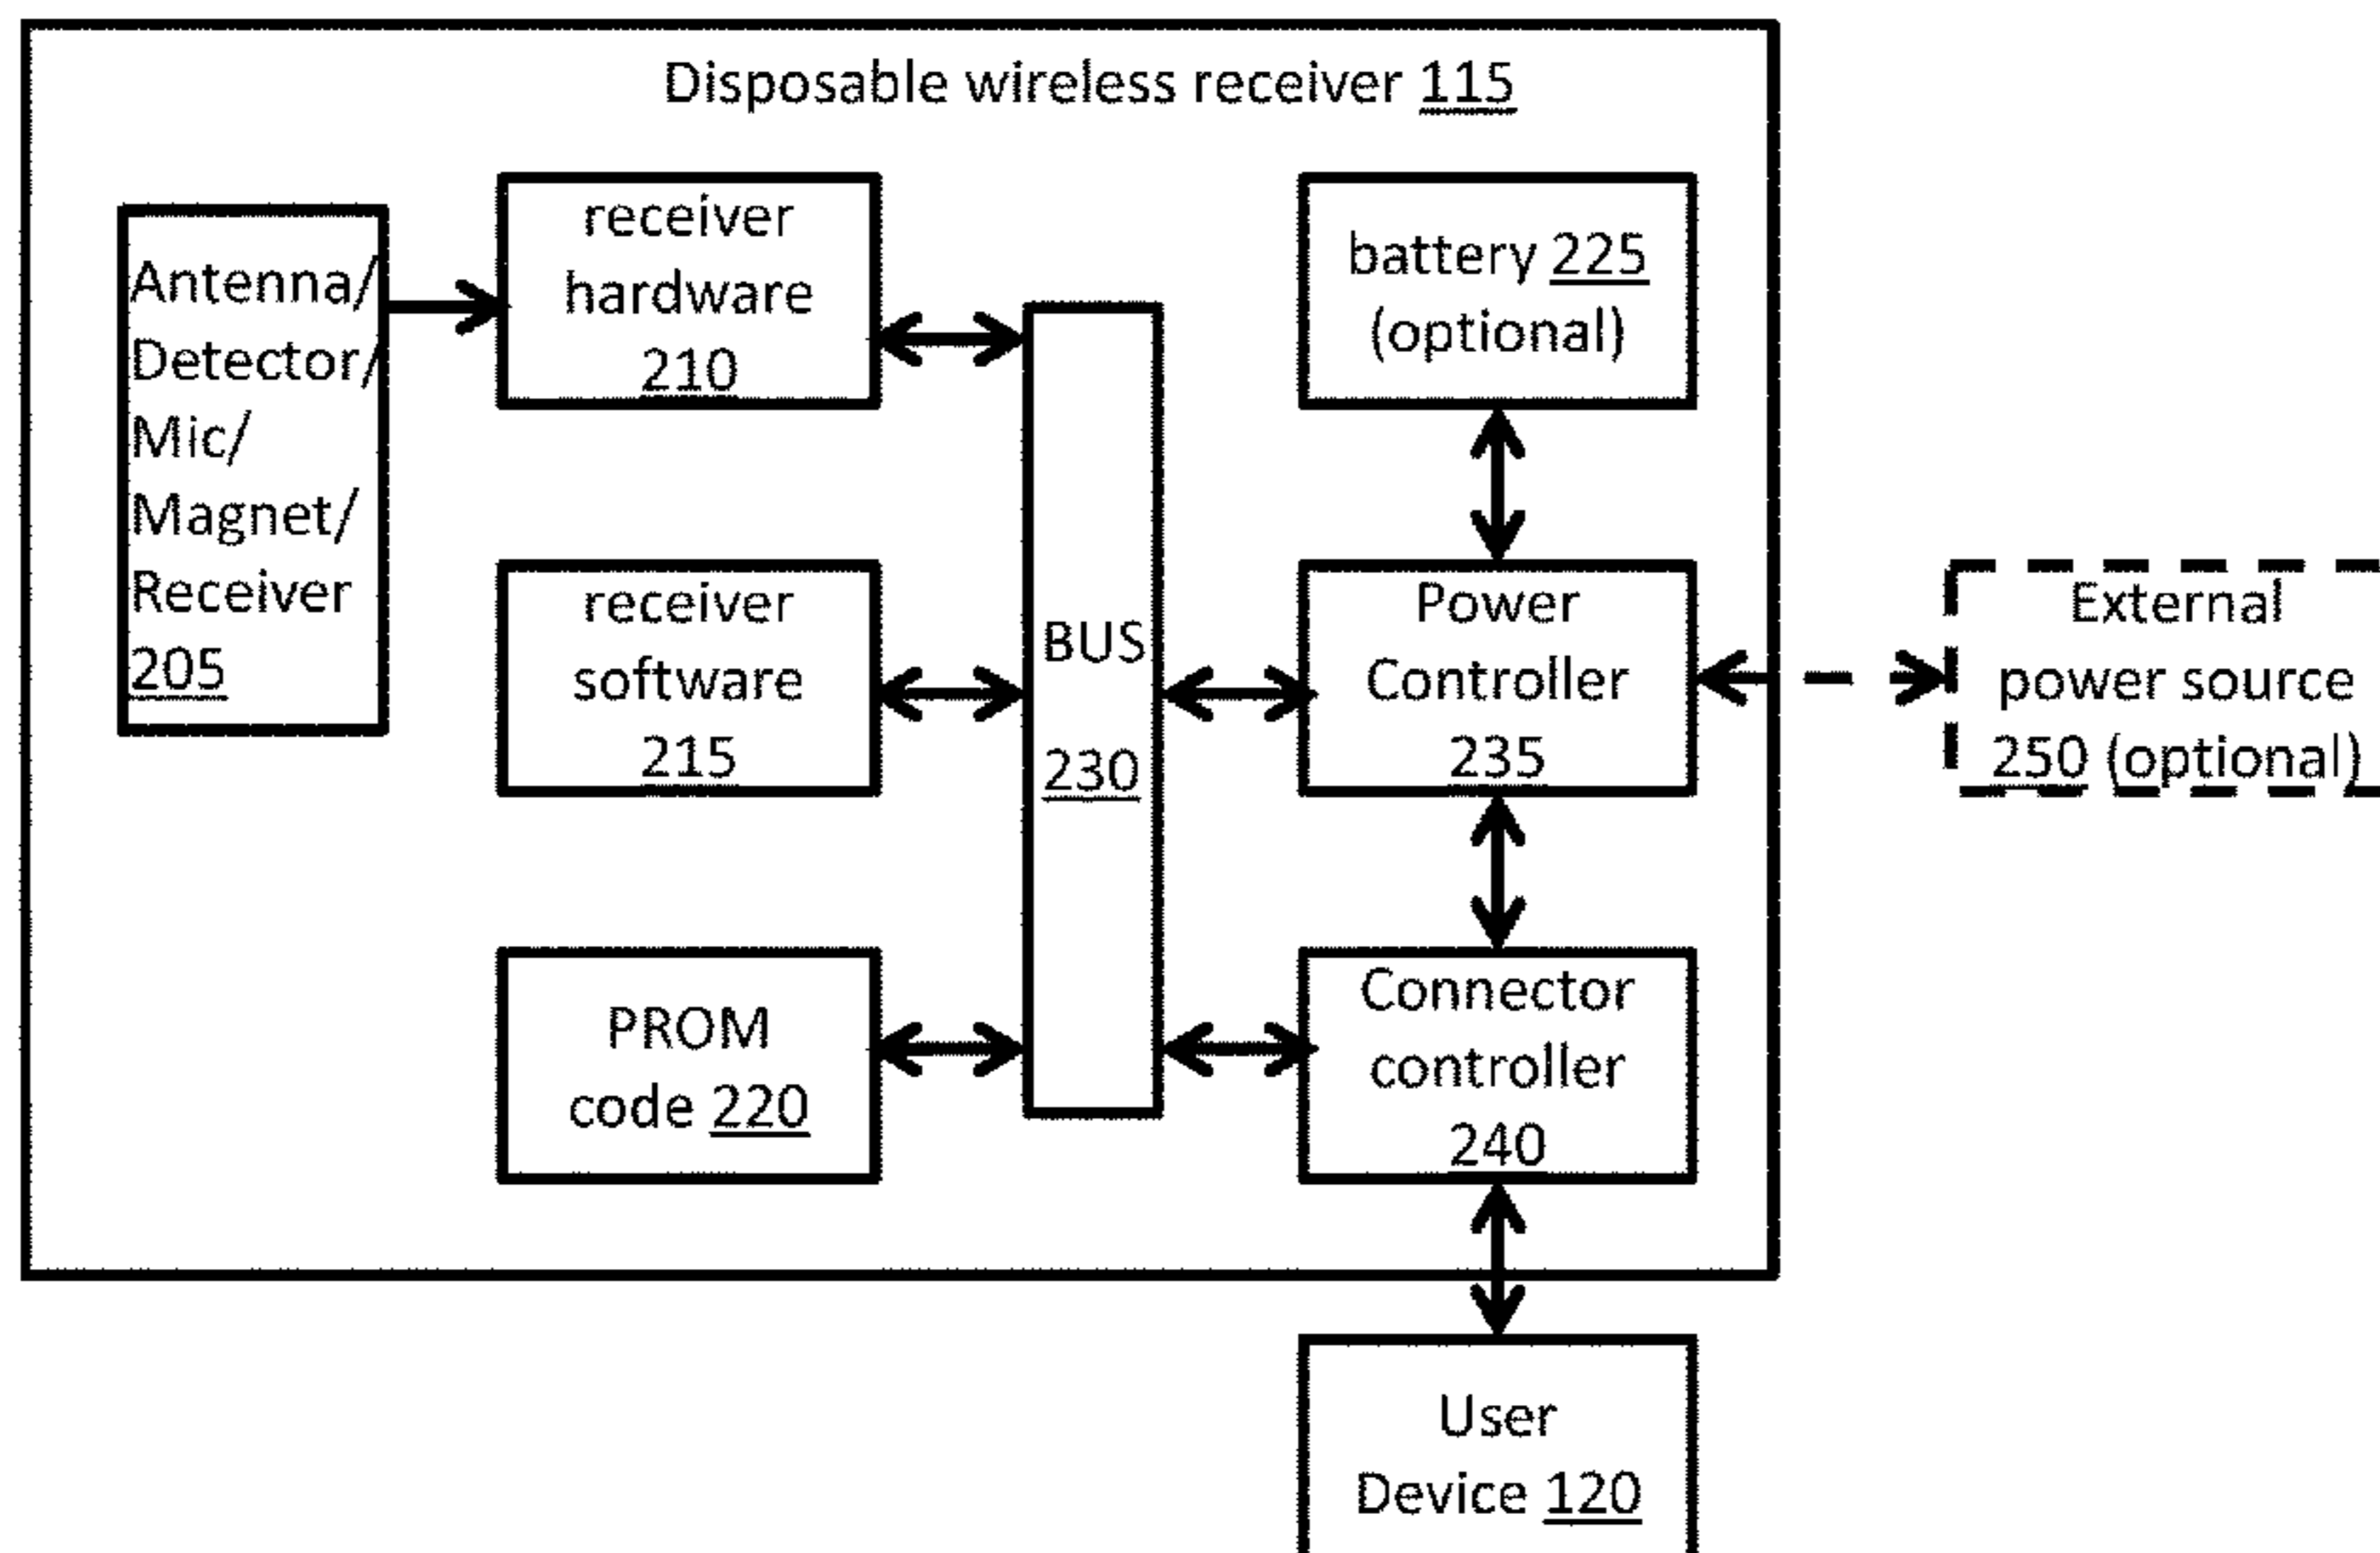 Disposable wireless receiver 115
Antenna/
Detector/
Mic/
Magnet/
Receiver
205
receiver
hardware
210
receiver
software
215
PROM
code 220
BUS
230
battery 225
(optional)
Power
Controller
235
Connector
controller
240
External
power source
250 (optional)
User
Device 120